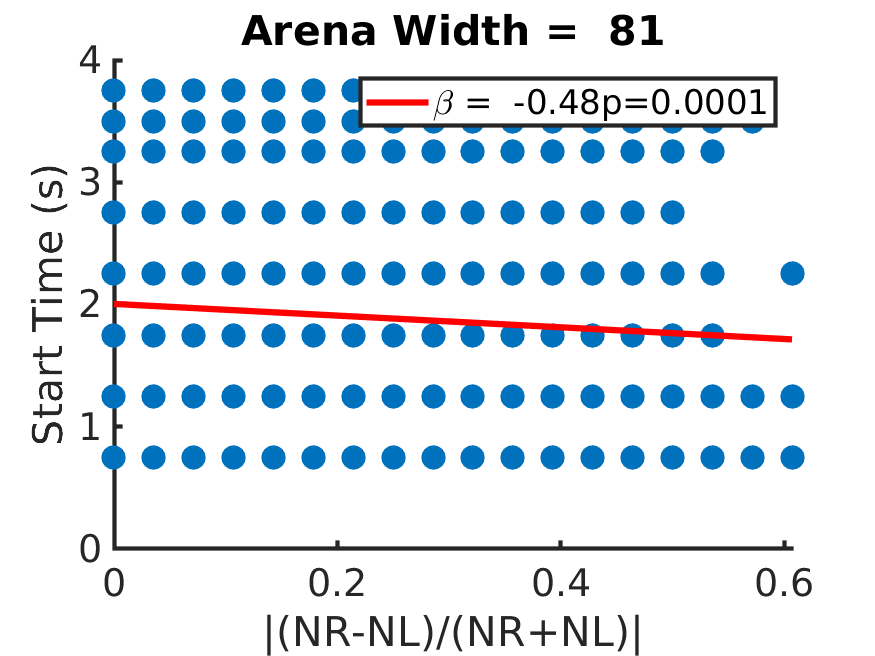 Arena Width =  81
β =  -0.48p=0.0001
Start Time (s)
4
3
2
1
0
0 0.2 0.4 0.6
|(NR-NL)/(NR+NL)|